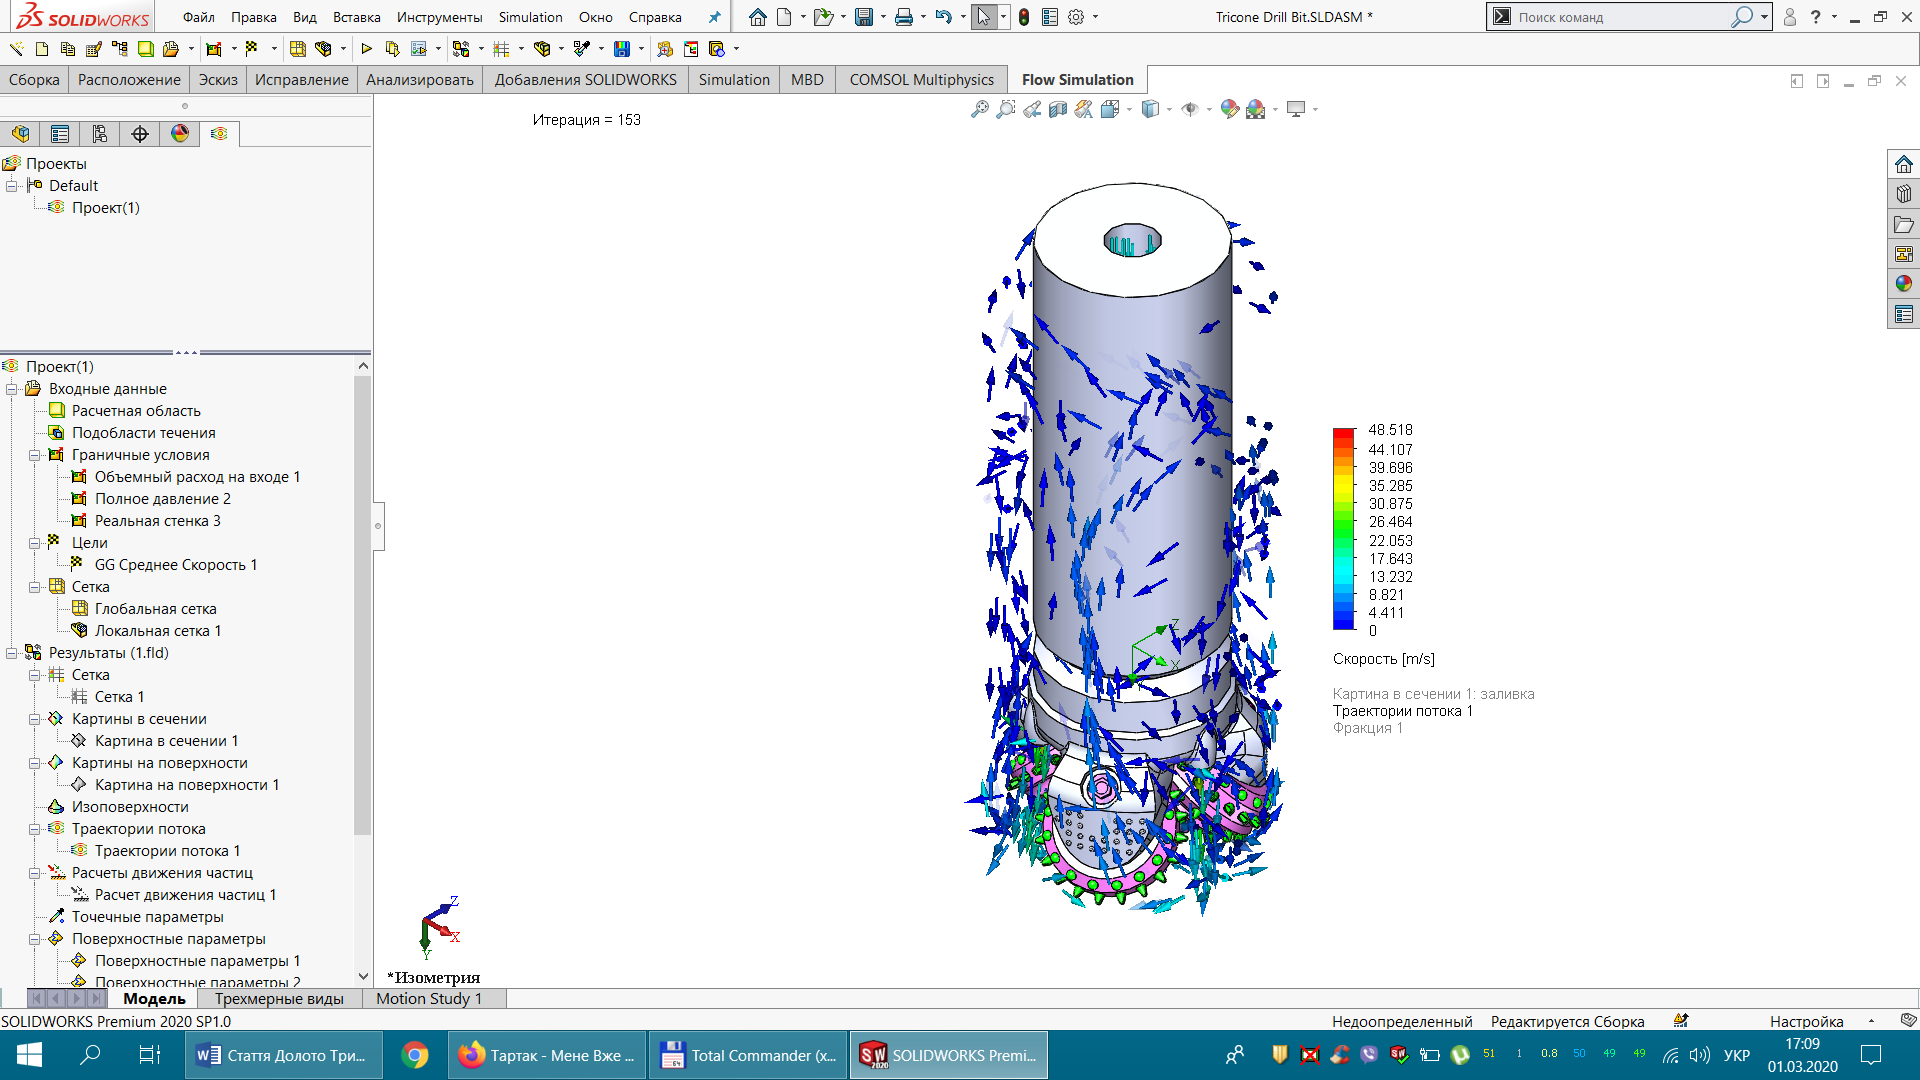 SOLIDWORKS
Файл Правка Вид Вставка Инструменты Simulation Окно Справка
Tricone Drill Bit.SLDASM *
Поиск команд
Сборка Расположение Эскиз Исправление Анализировать Добавления SOLIDWORKS Simulation MBD COMSOL Multiphysics Flow Simulation
Итерация = 153
Проекты
Default
Проект(1)
Проект(1)
Входные данные
Расчетная область
Подобласти течения
Граничные условия
Объемный расход на входе 1
Полное давление 2
Реальная стенка 3
Цели
GG Среднее Скорость 1
Сетка
Глобальная сетка
Локальная сетка 1
Результаты (1.fld)
Сетка
Сетка 1
Картины в сечении
Картина в сечении 1
Картины на поверхности
Картина на поверхности 1
Изоповерхности
Траектории потока
Траектории потока 1
Расчеты движения частиц
Расчет движения частиц 1
Точечные параметры
Поверхностные параметры
Поверхностные параметры 1
Поверхностные параметры 2
48.518
44.107
39.696
35.285
30.875
26.464
22.053
17.643
13.232
8.821
4.411
0
Скорость [m/s]
Картина в сечении 1: заливка
Траектории потока 1
Фракция 1
Z
X
Z
X
Y
*Изометрия
Модель Трехмерные виды Motion Study 1
SOLIDWORKS Premium 2020 SP1.0
Недоопределенный Редактируется Сборка Настройка
Стаття Долото Три...
Тартак - Мене Вже ...
Total Commander (x...
SOLIDWORKS Premi...
51 1 0.8 50 49 49
УКР
17:09
01.03.2020